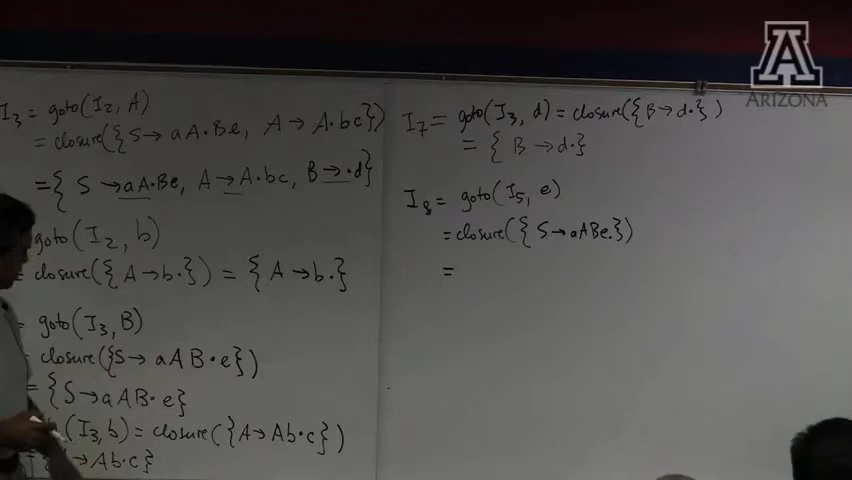 I₃ = goto(I₂, A)
= closure({S → aA·Be, A → A·bc})
= {S → aA·Be, A → A·bc, B → ·d}
goto(I₂, b)
= closure({A → b·}) = {A → b·}
= goto(I₃, B)
closure({S → aAB·e})
= {S → aAB·e}
(I₃, b) = closure({A → Ab·c})
→ Ab·c}
I₇ = goto(I₃, d) = closure({B → d·})
= {B → d·}
I₈ = goto(I₅, e)
= closure({S → aABe·})
=
A
ARIZONA